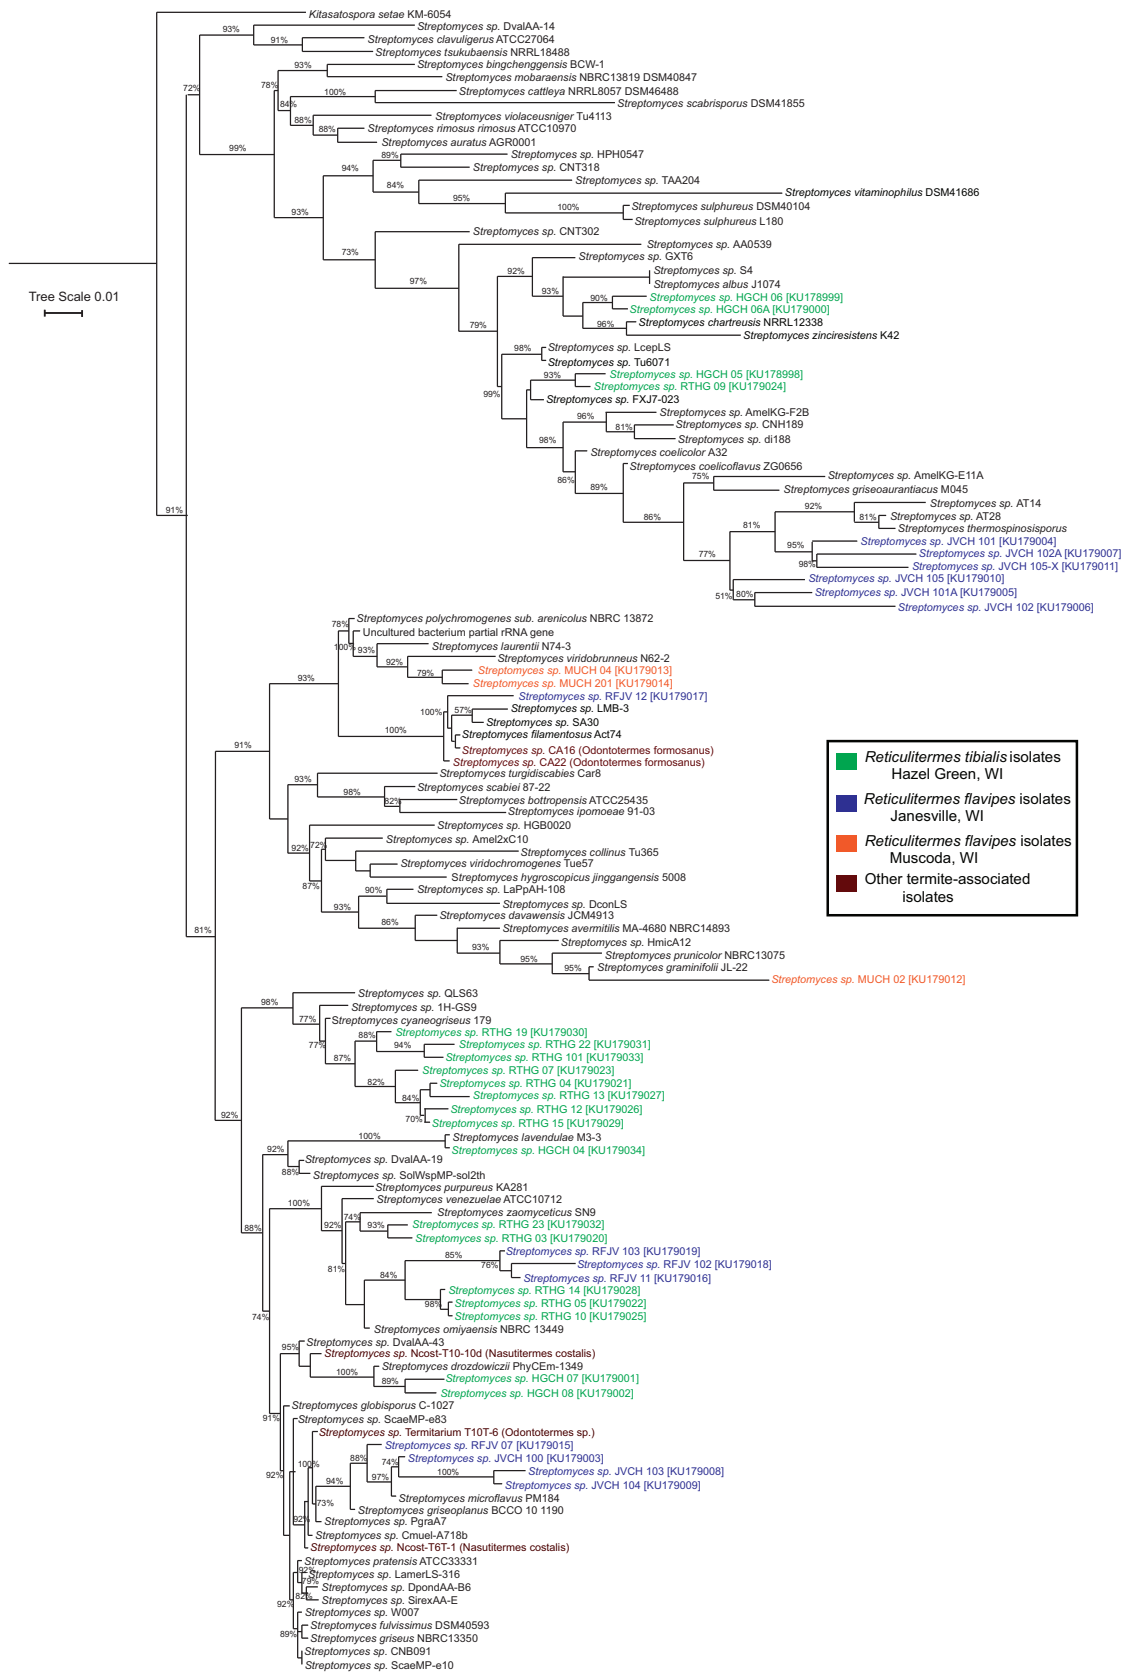 Kitasatospora setae KM-6054
Streptomyces sp. DvalAA-14
93%
Streptomyces clavuligerus ATCC27064
91%
Streptomyces tsukubaensis NRRL18488
Streptomyces bingchenggensis BCW-1
93%
Streptomyces mobaraensis NBRC13819 DSM40847
72%
78%
Streptomyces cattleya NRRL8057 DSM46488
100%
84%
Streptomyces scabrisporus DSM41855
Streptomyces violaceusniger Tu4113
88%
Streptomyces rimosus rimosus ATCC10970
88%
Streptomyces auratus AGR0001
99%
Streptomyces sp. HPH0547
89%
Streptomyces sp. CNT318
94%
Streptomyces sp. TAA204
84%
Streptomyces vitaminophilus DSM41686
95%
Streptomyces sulphureus DSM40104
100%
Streptomyces sulphureus L180
93%
Streptomyces sp. CNT302
73%
Streptomyces sp. AA0539
97%
Streptomyces sp. GXT6
92%
Streptomyces sp. S4
Streptomyces albus J1074
93%
Streptomyces sp. HGCH 06 [KU178999]
90%
Streptomyces sp. HGCH 06A [KU179000]
Streptomyces chartreusis NRRL12338
96%
Streptomyces zinciresistens K42
79%
Tree Scale 0.01
Streptomyces sp. LcepLS
98%
Streptomyces sp. Tu6071
Streptomyces sp. HGCH 05 [KU178998]
93%
Streptomyces sp. RTHG 09 [KU179024]
99%
Streptomyces sp. FXJ7-023
Streptomyces sp. AmelKG-F2B
96%
Streptomyces sp. CNH189
81%
Streptomyces sp. di188
98%
Streptomyces coelicolor A32
86%
Streptomyces coelicoflavus ZG0656
89%
Streptomyces sp. AmelKG-E11A
75%
Streptomyces griseoaurantiacus M045
86%
Streptomyces sp. AT14
92%
Streptomyces sp. AT28
81%
Streptomyces thermospinosisporus
81%
Streptomyces sp. JVCH 101 [KU179004]
95%
Streptomyces sp. JVCH 102A [KU179007]
98%
Streptomyces sp. JVCH 105-X [KU179011]
77%
Streptomyces sp. JVCH 105 [KU179010]
51%
80%
Streptomyces sp. JVCH 101A [KU179005]
Streptomyces sp. JVCH 102 [KU179006]
91%
Streptomyces polychromogenes sub. arenicolus NBRC 13872
78%
Uncultured bacterium partial rRNA gene
100%
Streptomyces laurentii N74-3
93%
Streptomyces viridobrunneus N62-2
92%
Streptomyces sp. MUCH 04 [KU179013]
79%
Streptomyces sp. MUCH 201 [KU179014]
93%
Streptomyces sp. RFJV 12 [KU179017]
100%
57%
Streptomyces sp. LMB-3
Streptomyces sp. SA30
100%
Streptomyces filamentosus Act74
Streptomyces sp. CA16 (Odontotermes formosanus)
Streptomyces sp. CA22 (Odontotermes formosanus)
91%
Streptomyces turgidiscabies Car8
93%
Streptomyces scabiei 87-22
98%
Streptomyces bottropensis ATCC25435
82%
Streptomyces ipomoeae 91-03
Streptomyces sp. HGB0020
92%
Streptomyces sp. Amel2xC10
72%
Streptomyces collinus Tu365
Streptomyces viridochromogenes Tue57
Streptomyces hygroscopicus jinggangensis 5008
87%
Streptomyces sp. LaPpAH-108
90%
Streptomyces sp. DconLS
93%
Streptomyces davawensis JCM4913
86%
Streptomyces avermitilis MA-4680 NBRC14893
Streptomyces sp. HmicA12
93%
Streptomyces prunicolor NBRC13075
95%
Streptomyces graminifolii JL-22
95%
Streptomyces sp. MUCH 02 [KU179012]
Reticulitermes tibialis isolates
Hazel Green, WI
Reticulitermes flavipes isolates
Janesville, WI
Reticulitermes flavipes isolates
Muscoda, WI
Other termite-associated
isolates
81%
Streptomyces sp. QLS63
98%
Streptomyces sp. 1H-GS9
77%
Streptomyces cyaneogriseus 179
77%
Streptomyces sp. RTHG 19 [KU179030]
88%
Streptomyces sp. RTHG 22 [KU179031]
94%
Streptomyces sp. RTHG 101 [KU179033]
87%
Streptomyces sp. RTHG 07 [KU179023]
82%
Streptomyces sp. RTHG 04 [KU179021]
Streptomyces sp. RTHG 13 [KU179027]
84%
Streptomyces sp. RTHG 12 [KU179026]
70%
Streptomyces sp. RTHG 15 [KU179029]
92%
Streptomyces lavendulae M3-3
100%
Streptomyces sp. HGCH 04 [KU179034]
92%
Streptomyces sp. DvalAA-19
88%
Streptomyces sp. SolWspMP-sol2th
Streptomyces purpureus KA281
100%
Streptomyces venezuelae ATCC10712
Streptomyces zaomyceticus SN9
74%
92%
Streptomyces sp. RTHG 23 [KU179032]
93%
Streptomyces sp. RTHG 03 [KU179020]
88%
Streptomyces sp. RFJV 103 [KU179019]
85%
Streptomyces sp. RFJV 102 [KU179018]
76%
Streptomyces sp. RFJV 11 [KU179016]
81%
84%
Streptomyces sp. RTHG 14 [KU179028]
Streptomyces sp. RTHG 05 [KU179022]
98%
Streptomyces sp. RTHG 10 [KU179025]
Streptomyces omiyaensis NBRC 13449
74%
Streptomyces sp. DvalAA-43
95%
Streptomyces sp. Ncost-T10-10d (Nasutitermes costalis)
Streptomyces drozdowiczii PhyCEm-1349
100%
Streptomyces sp. HGCH 07 [KU179001]
89%
Streptomyces sp. HGCH 08 [KU179002]
Streptomyces globisporus C-1027
91%
Streptomyces sp. ScaeMP-e83
Streptomyces sp. Termitarium T10T-6 (Odontotermes sp.)
Streptomyces sp. RFJV 07 [KU179015]
88%
Streptomyces sp. JVCH 100 [KU179003]
74%
100%
Streptomyces sp. JVCH 103 [KU179008]
100%
97%
92%
Streptomyces sp. JVCH 104 [KU179009]
94%
Streptomyces microflavus PM184
73%
Streptomyces griseoplanus BCCO 10 1190
92%
Streptomyces sp. PgraA7
Streptomyces sp. Cmuel-A718b
Streptomyces sp. Ncost-T6T-1 (Nasutitermes costalis)
Streptomyces pratensis ATCC33331
92%
Streptomyces sp. LamerLS-316
79%
Streptomyces sp. DpondAA-B6
82%
Streptomyces sp. SirexAA-E
92%
Streptomyces sp. W007
Streptomyces fulvissimus DSM40593
89%
Streptomyces griseus NBRC13350
Streptomyces sp. CNB091
Streptomyces sp. ScaeMP-e10